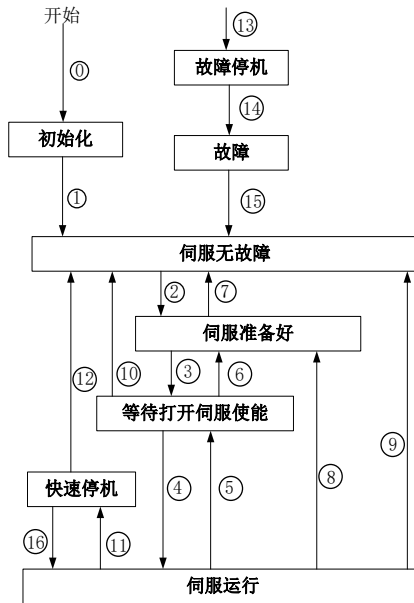 开始
⓪
⑬
故障停机
⑭
初始化
故障
①
⑮
伺服无故障
②
⑦
伺服准备好
③
⑥
⑫
⑩
等待打开伺服使能
⑨
④
⑤
⑧
快速停机
⑯
⑪
伺服运行